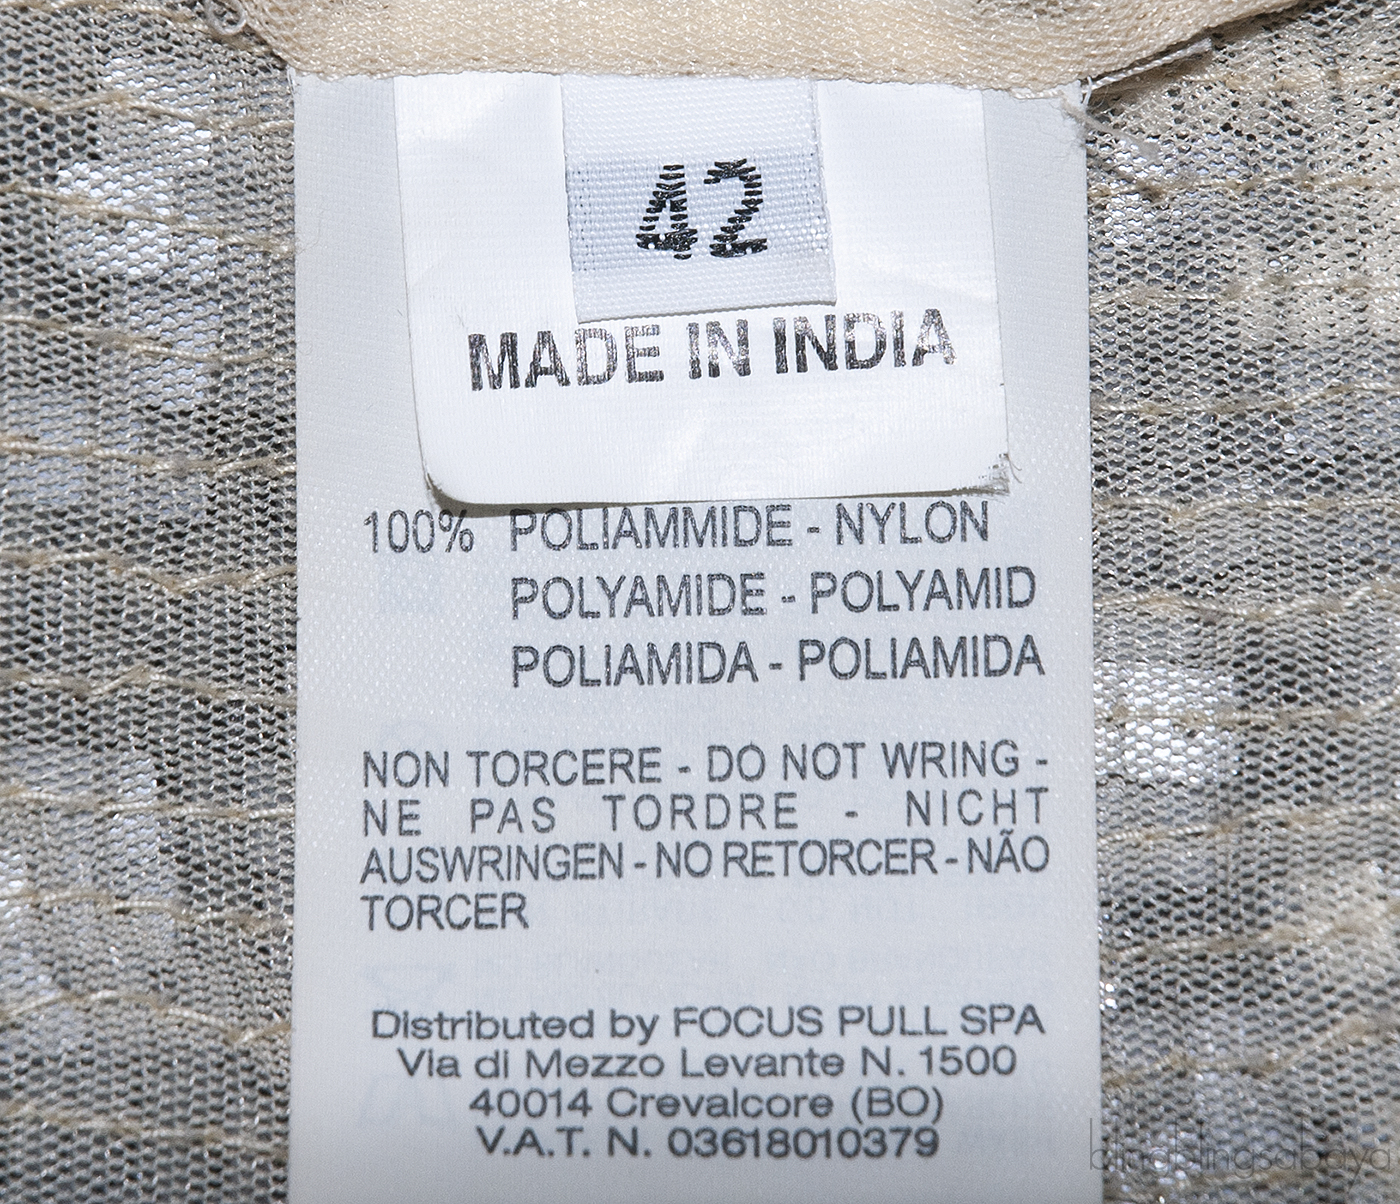 42
MADE IN INDIA
100% POLIAMMIDE - NYLON
POLYAMIDE - POLYAMID
POLIAMIDA - POLIAMIDA
NON TORCERE - DO NOT WRING -
NE PAS TORDRE - NICHT
AUSWRINGEN - NO RETORCER - NÃO
TORCER
Distributed by FOCUS PULL SPA
Via di Mezzo Levante N. 1500
40014 Crevalcore (BO)
V.A.T. N. 03618010379
blingblingsabaya